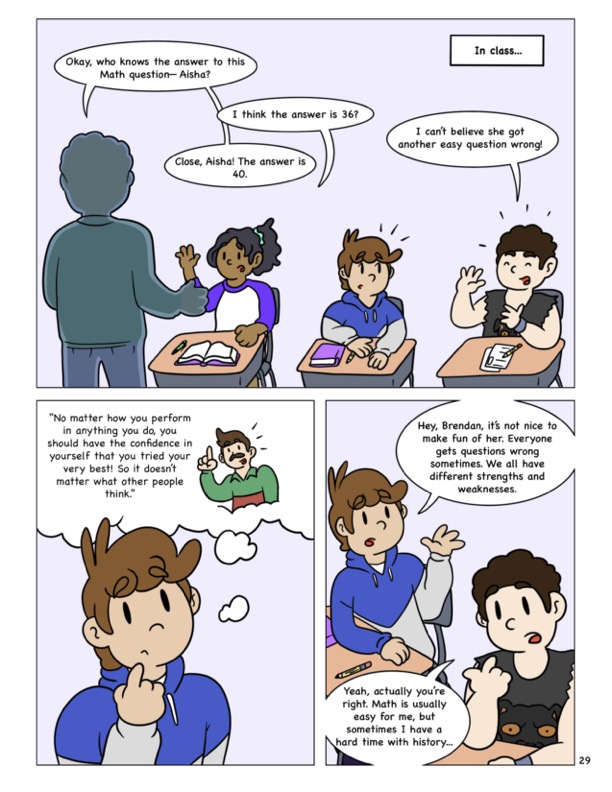 In class...
Okay, who knows the answer to this
Math question— Aisha?
I think the answer is 36?
Close, Aisha! The answer is
40.
I can't believe she got
another easy question wrong!
"No matter how you perform
in anything you do, you
should have the confidence in
yourself that you tried your
very best! So it doesn't
matter what other people
think."
Hey, Brendan, it's not nice to
make fun of her. Everyone
gets questions wrong
sometimes. We all have
different strengths and
weaknesses.
Yeah, actually you're
right. Math is usually
easy for me, but
sometimes I have a
hard time with history...
29